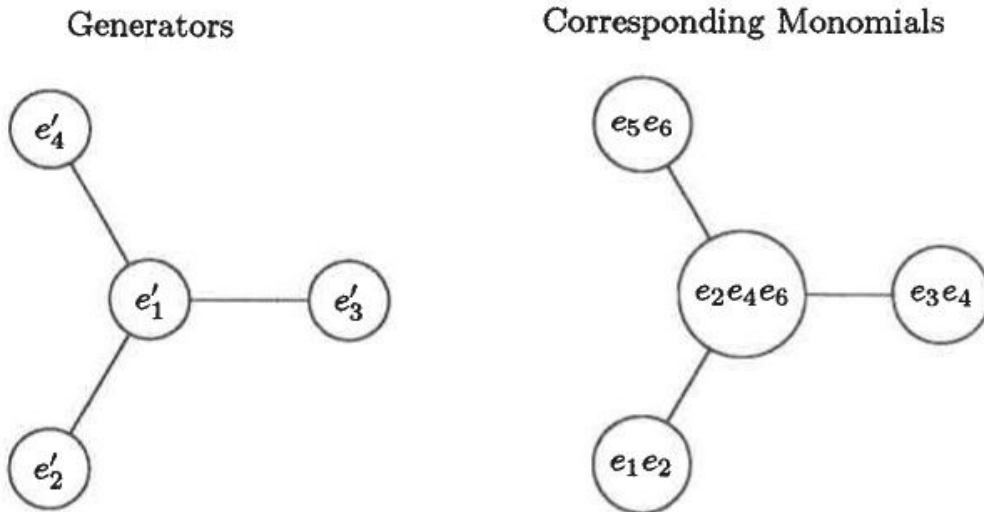 Generators
Corresponding Monomials
e′₄
e₅e₆
e′₁
e′₃
e₂e₄e₆
e₃e₄
e′₂
e₁e₂